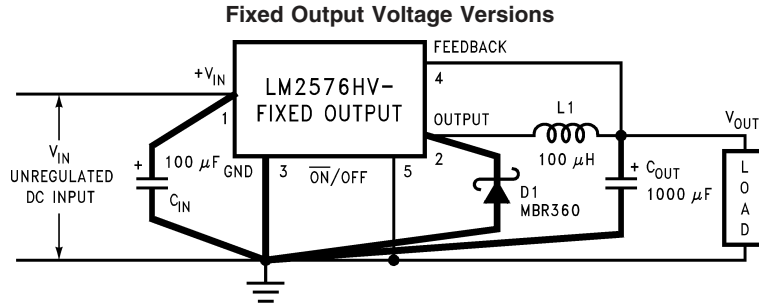 Fixed Output Voltage Versions
FEEDBACK
+VIN
LM2576HV-
FIXED OUTPUT
4
1
OUTPUT
L1
VOUT
2
100 μH
VIN
UNREGULATED
DC INPUT
+
100 μF
CIN
GND
3
ON/OFF
5
D1
MBR360
+
COUT
1000 μF
LOAD